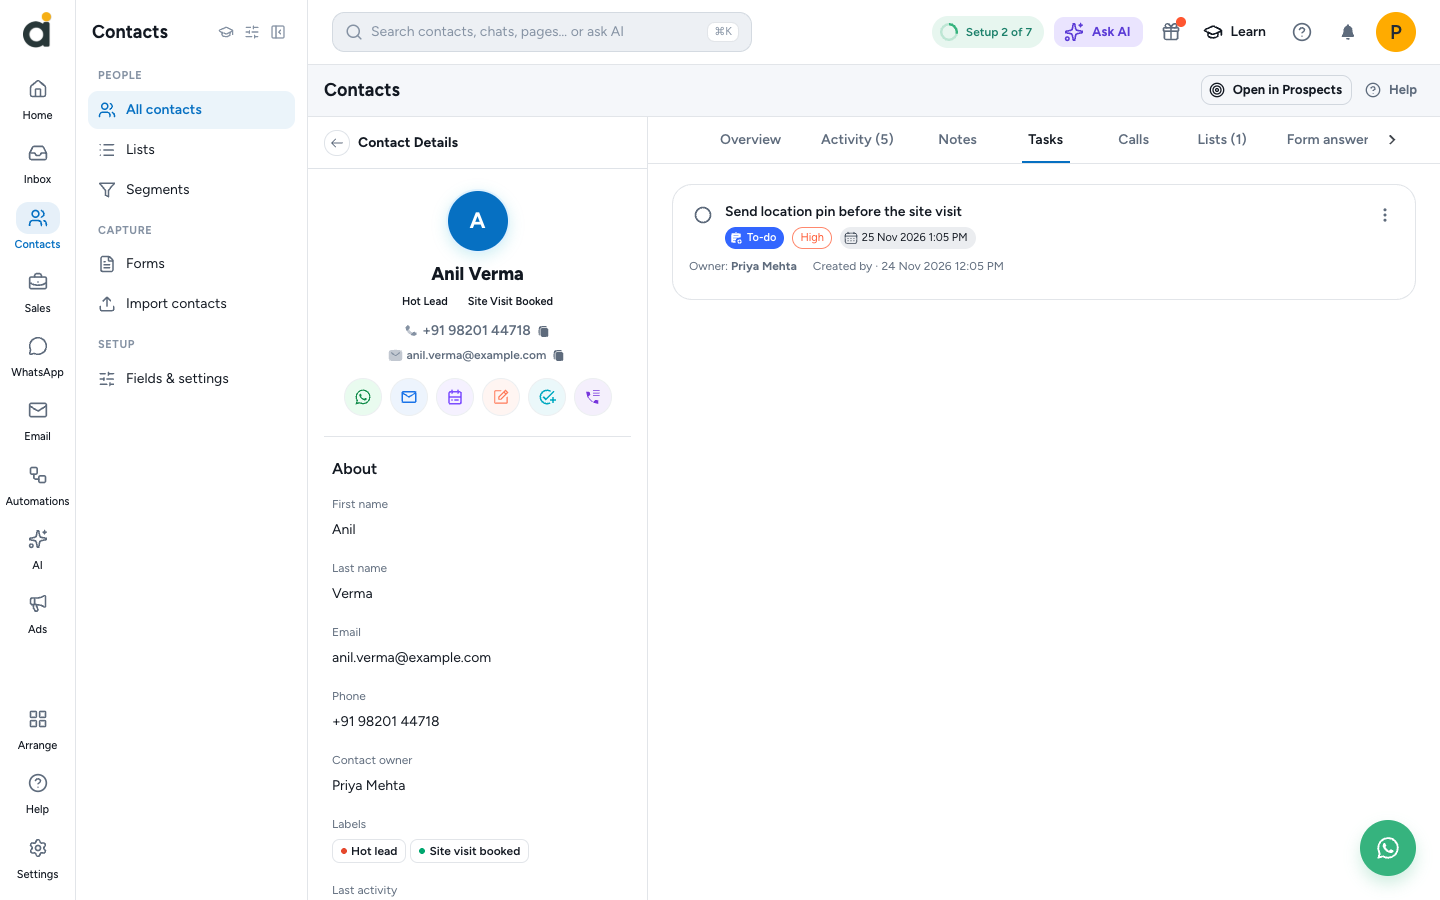 a
Home
Inbox
Contacts
Sales
WhatsApp
Email
Automations
AI
Ads
Arrange
Help
Settings
Contacts
PEOPLE
All contacts
Lists
Segments
CAPTURE
Forms
Import contacts
SETUP
Fields & settings
Search contacts, chats, pages... or ask AI
⌘K
Setup 2 of 7
Ask AI
Learn
P
Contacts
Open in Prospects
Help
Contact Details
A
Anil Verma
Hot Lead Site Visit Booked
+91 98201 44718
anil.verma@example.com
About
First name
Anil
Last name
Verma
Email
anil.verma@example.com
Phone
+91 98201 44718
Contact owner
Priya Mehta
Labels
Hot lead Site visit booked
Last activity
Overview Activity (5) Notes Tasks Calls Lists (1) Form answer
Send location pin before the site visit
To-do High 25 Nov 2026 1:05 PM
Owner: Priya Mehta Created by · 24 Nov 2026 12:05 PM